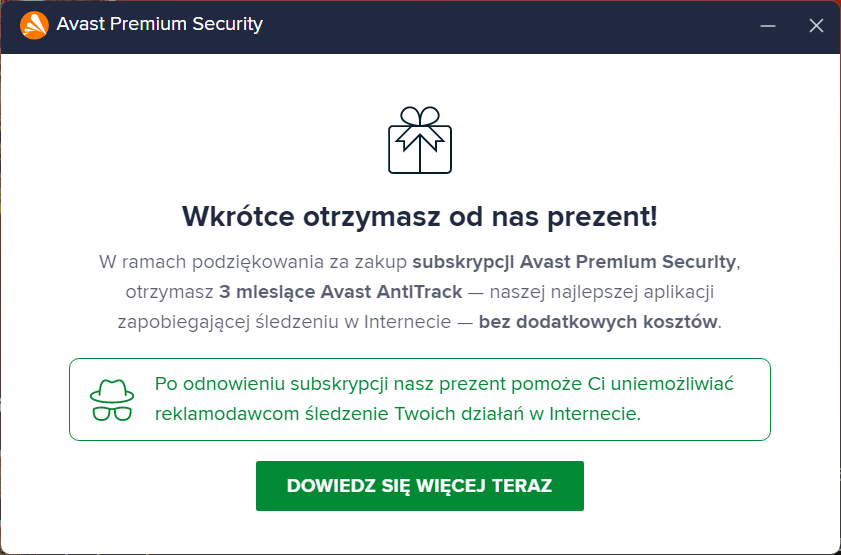 Avast Premium Security
Wkrótce otrzymasz od nas prezent!
W ramach podziękowania za zakup subskrypcji Avast Premium Security,
otrzymasz 3 miesiące Avast AntiTrack — naszej najlepszej aplikacji
zapobiegającej śledzeniu w Internecie — bez dodatkowych kosztów.
Po odnowieniu subskrypcji nasz prezent pomoże Ci uniemożliwiać
reklamodawcom śledzenie Twoich działań w Internecie.
DOWIEDZ SIĘ WIĘCEJ TERAZ